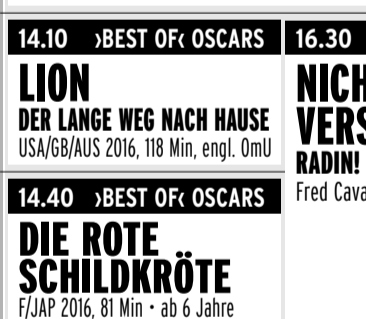 14.10 ›BEST OF‹ OSCARS
LION
DER LANGE WEG NACH HAUSE
USA/GB/AUS 2016, 118 Min, engl. OmU
14.40 ›BEST OF‹ OSCARS
DIE ROTE
SCHILDKRÖTE
F/JAP 2016, 81 Min • ab 6 Jahre
16.30
RADIN!
Fred